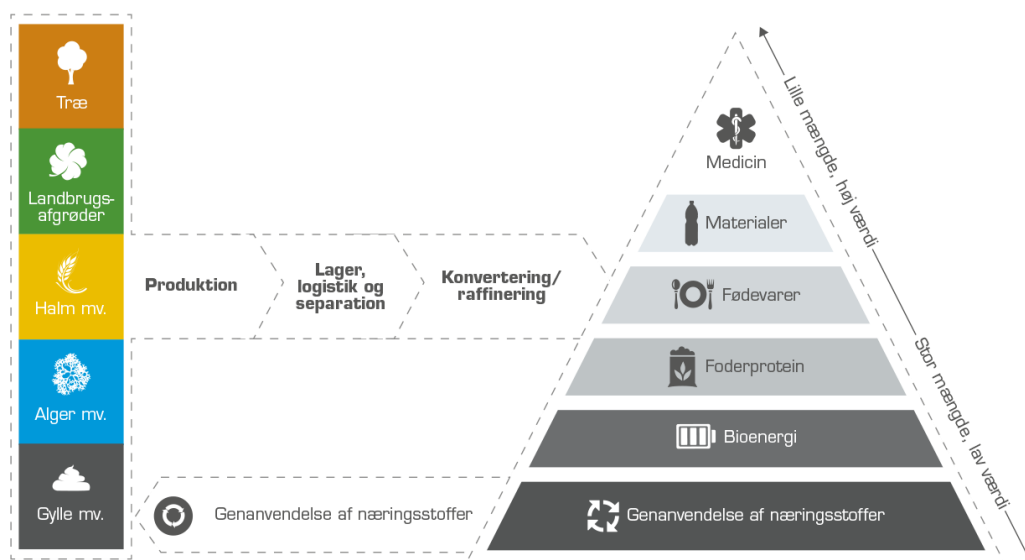 Træ
Landbrugs-
afgrøder
Halm mv.
Alger mv.
Gylle mv.
Produktion
Lager,
logistik og
separation
Konvertering/
raffinering
Genanvendelse af næringsstoffer
Medicin
Materialer
Fødevarer
Foderprotein
Bioenergi
Genanvendelse af næringsstoffer
Lille mængde, høj værdi
Stor mængde, lav værdi